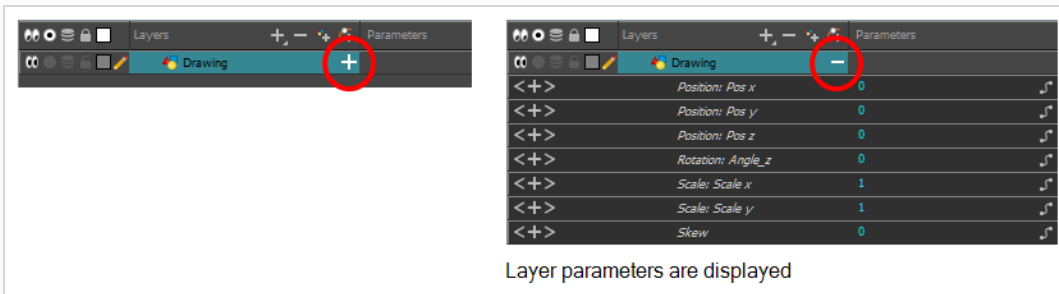 Layers Parameters
Drawing
Layers Parameters
Drawing
Position: Pos x 0
Position: Pos y 0
Position: Pos z 0
Rotation: Angle_z 0
Scale: Scale x 1
Scale: Scale y 1
Skew 0
Layer parameters are displayed